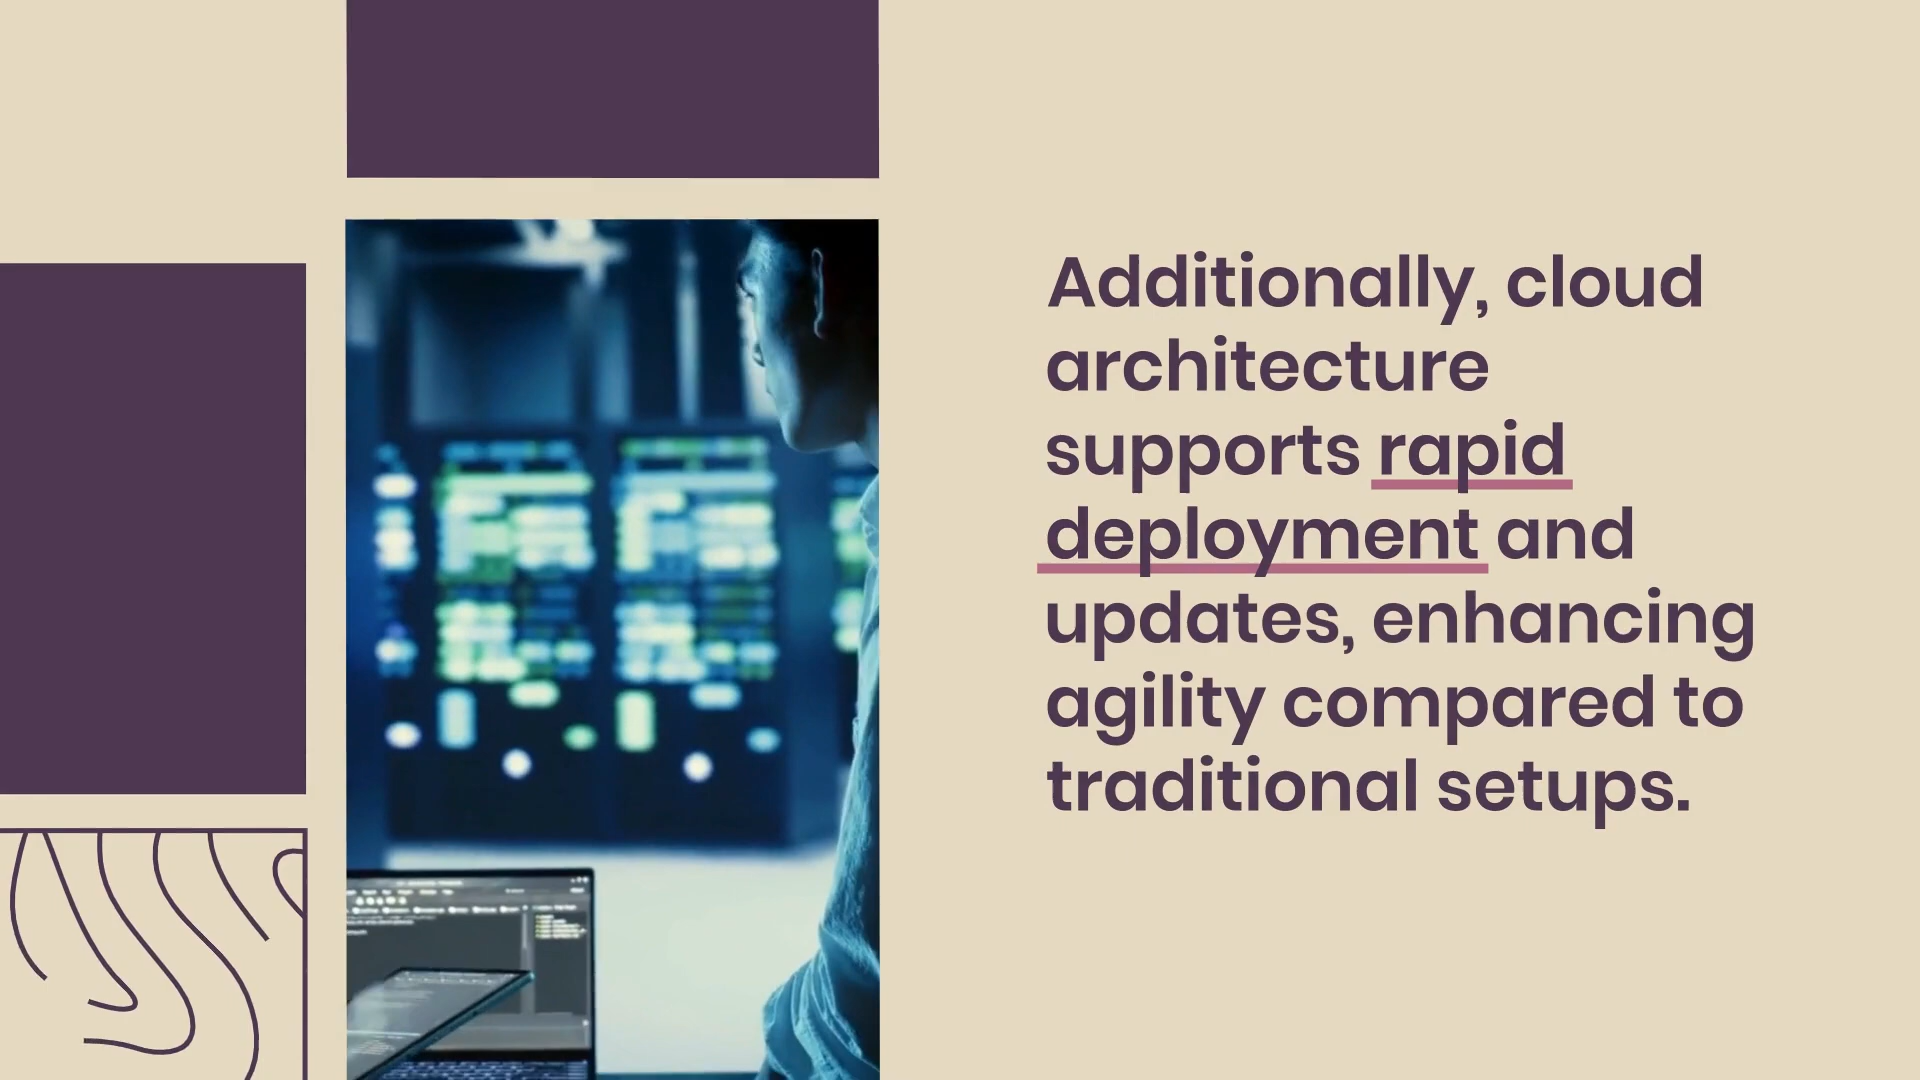 Additionally, cloud
architecture
supports rapid
deployment and
updates, enhancing
agility compared to
traditional setups.